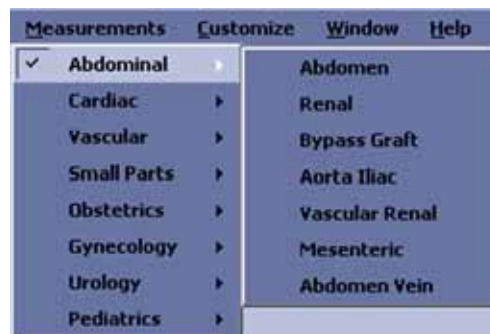 Measurements Customize Window Help
Abdominal
Cardiac
Vascular
Small Parts
Obstetrics
Gynecology
Urology
Pediatrics
Abdomen
Renal
Bypass Graft
Aorta Iliac
Vascular Renal
Mesenteric
Abdomen Vein